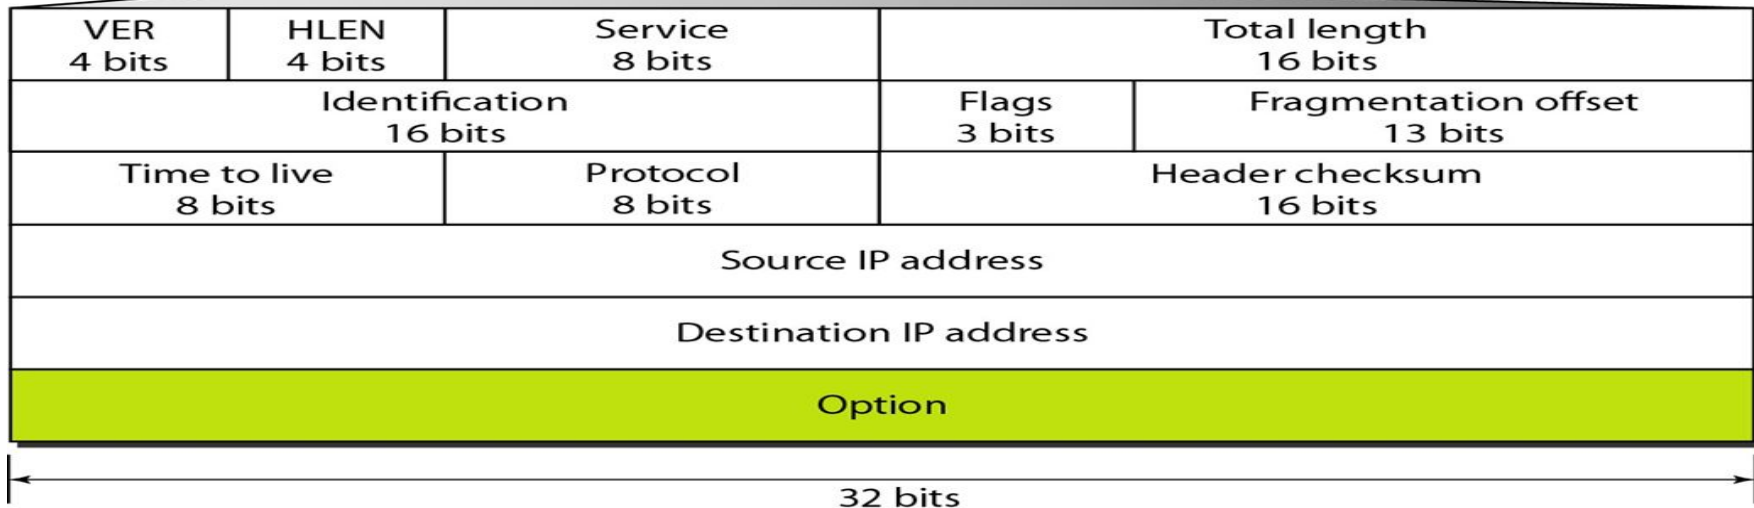 VER HLEN Service Total length
4 bits 4 bits 8 bits 16 bits
Identification Flags Fragmentation offset
16 bits 3 bits 13 bits
Time to live Protocol Header checksum
8 bits 8 bits 16 bits
Source IP address
Destination IP address
Option
32 bits